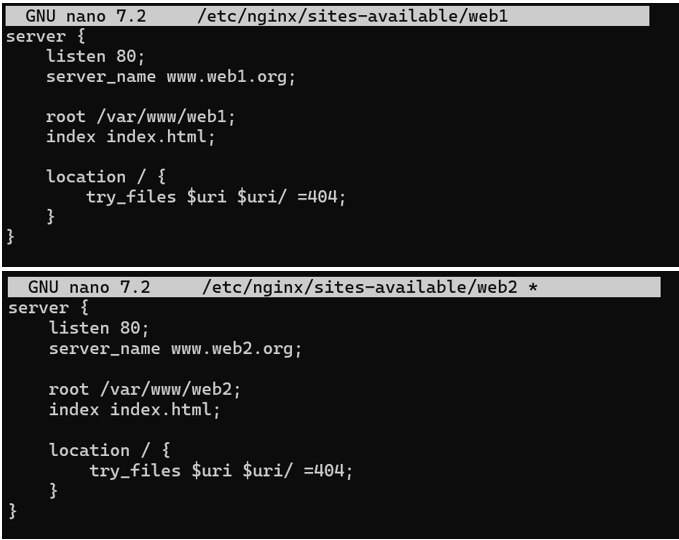 GNU nano 7.2 /etc/nginx/sites-available/web1
server {
listen 80;
server_name www.web1.org;
root /var/www/web1;
index index.html;
location / {
try_files $uri $uri/ =404;
}
}
GNU nano 7.2 /etc/nginx/sites-available/web2 *
server {
listen 80;
server_name www.web2.org;
root /var/www/web2;
index index.html;
location / {
try_files $uri $uri/ =404;
}
}